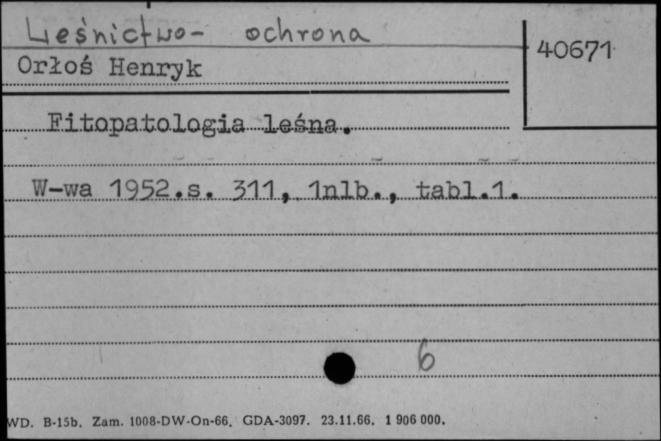 Leśnictwo- ochrona
40671
Orłoś Henryk
Fitopatologia leśna.
W-wa 1952.s. 311, 1nlb., tabl.1.
6
WD. B-15b. Zam. 1008-DW-On-66. GDA-3097. 23.11.66. 1 906 000.